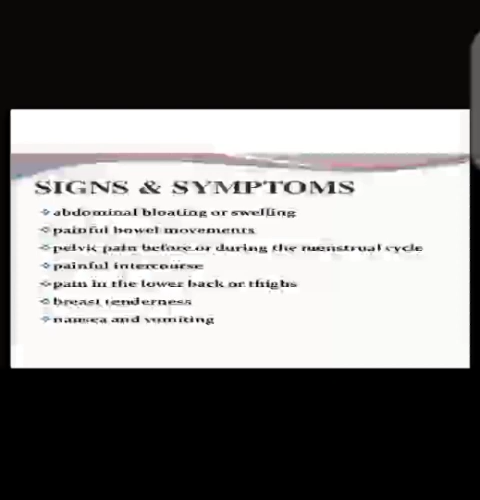 SIGNS & SYMPTOMS
abdominal bloating or swelling
painful bowel movements
pelvic pain before or during the menstrual cycle
painful intercourse
pain in the lower back or thighs
breast tenderness
nausea and vomiting